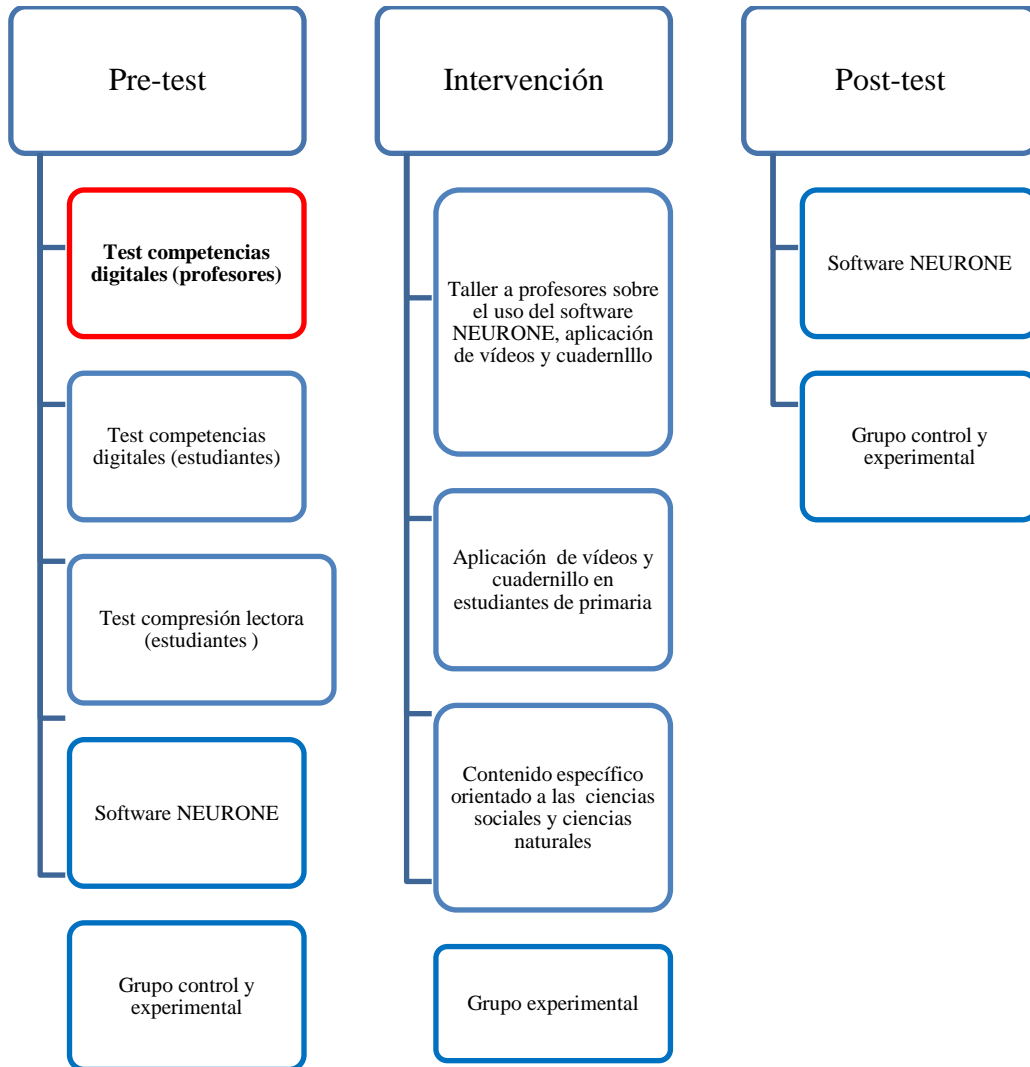 Pre-test
Test competencias
digitales (profesores)
Test competencias
digitales (estudiantes)
Test compresión lectora
(estudiantes )
Software NEURONE
Grupo control y
experimental
Intervención
Taller a profesores sobre
el uso del software
NEURONE, aplicación
de vídeos y cuadernlllo
Aplicación de vídeos y
cuadernillo en
estudiantes de primaria
Contenido específico
orientado a las ciencias
sociales y ciencias
naturales
Grupo experimental
Post-test
Software NEURONE
Grupo control y
experimental